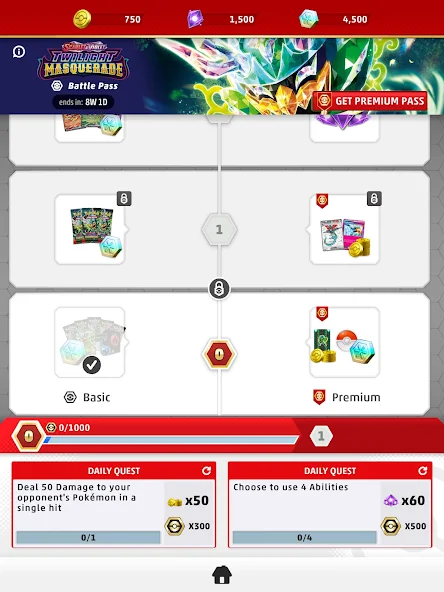 750
1,500
4,500
SCARLET & VIOLET
TWILIGHT
MASQUERADE
Battle Pass
ends in: 8W 1D
GET PREMIUM PASS
1
0
Basic
Premium
0
0/1000
1
DAILY QUEST
Deal 50 Damage to your
opponent's Pokémon in a
single hit
x50
X300
0/1
DAILY QUEST
Choose to use 4 Abilities
x60
X500
0/4